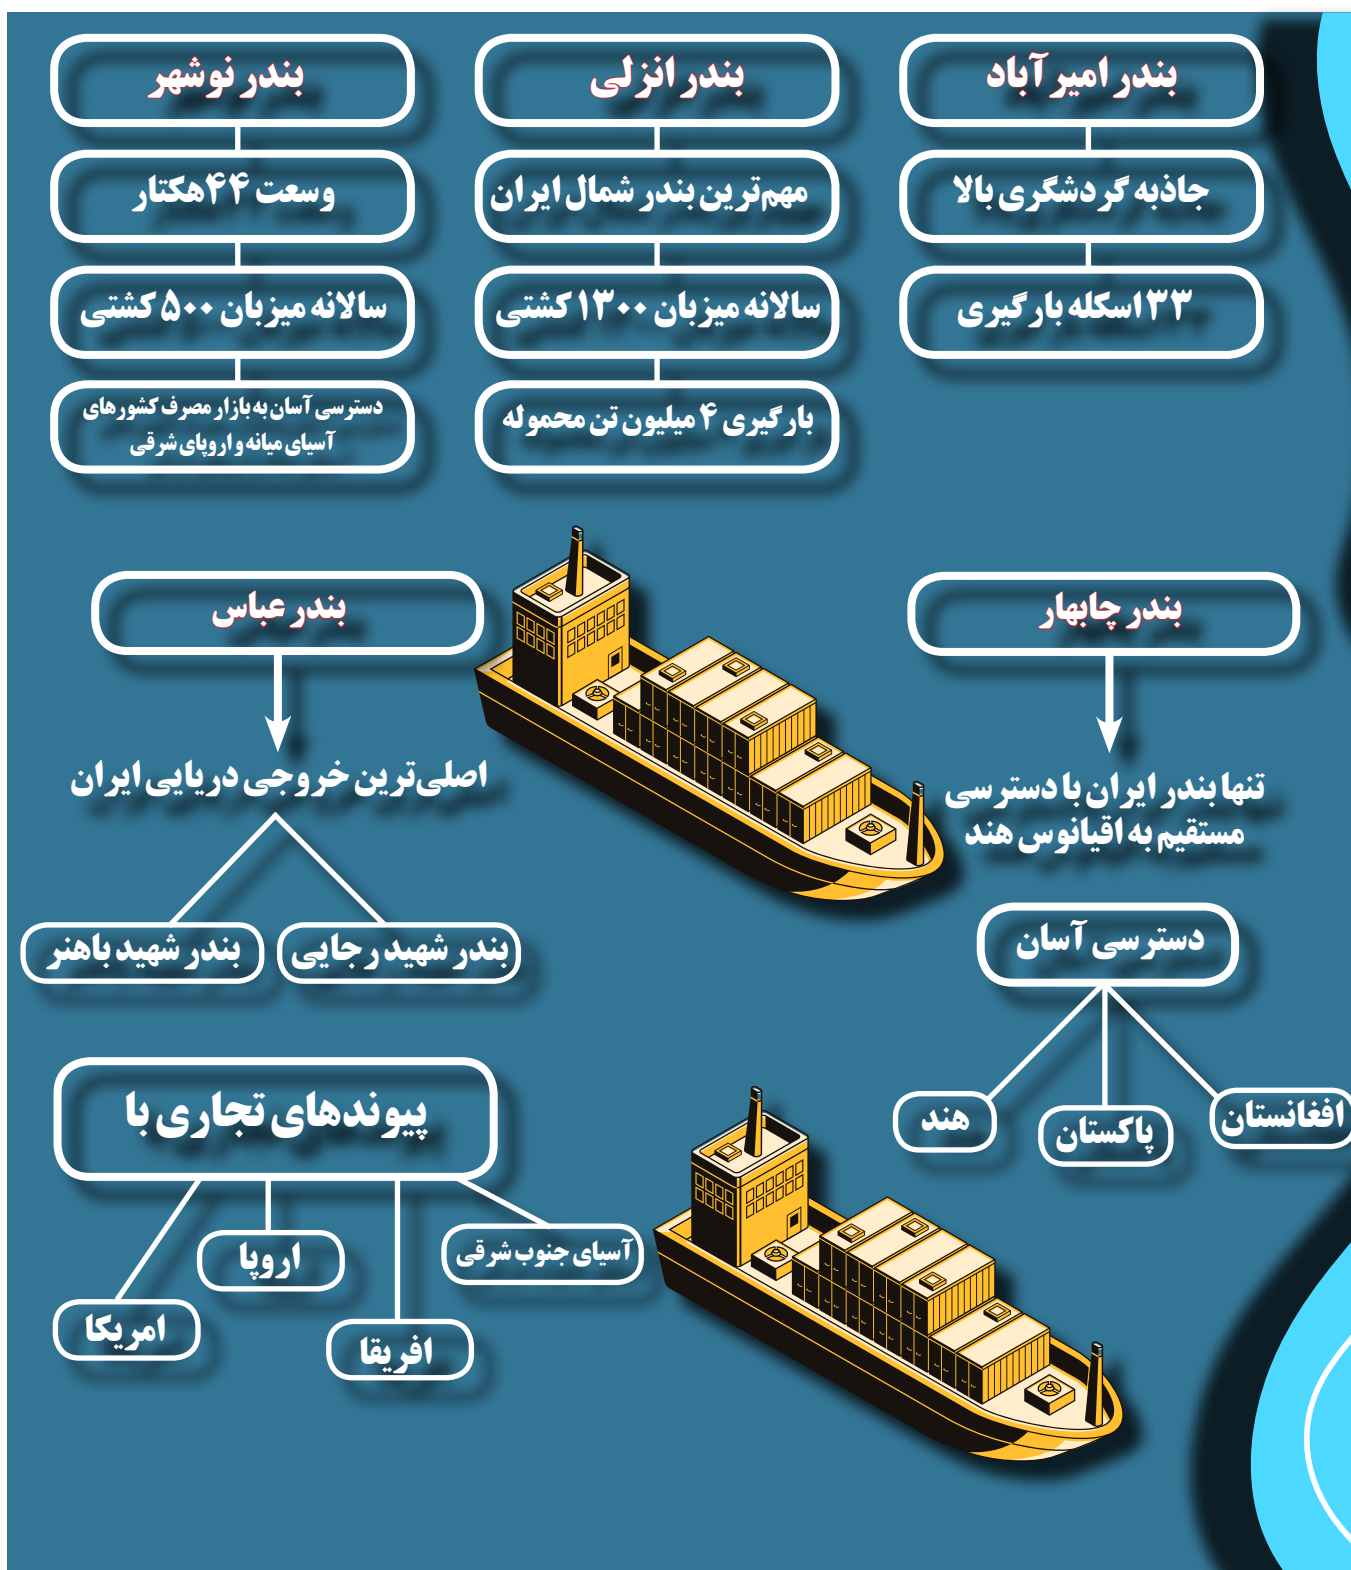 بندر امیرآباد
جاذبه گردشگری بالا
۳۳ اسکله بارگیری
بندر انزلی
مهم‌ترین بندر شمال ایران
سالانه میزبان ۱۳۰۰ کشتی
بارگیری ۴ میلیون تن محموله
بندر نوشهر
وسعت ۴۴ هکتار
سالانه میزبان ۵۰۰ کشتی
دسترسی آسان به بازار مصرف کشورهای
آسیای میانه و اروپای شرقی
بندر چابهار
تنها بندر ایران با دسترسی
مستقیم به اقیانوس هند
دسترسی آسان
افغانستان
پاکستان
هند
بندر عباس
اصلی‌ترین خروجی دریایی ایران
بندر شهید رجایی
بندر شهید باهنر
پیوندهای تجاری با
آسیای جنوب شرقی
افریقا
اروپا
امریکا